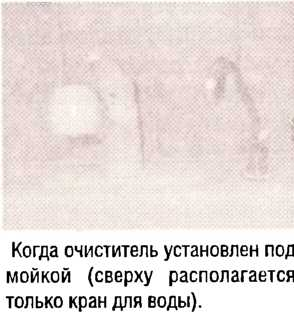 Когда очиститель установлен под
мойкой (сверху располагается
только кран для воды).